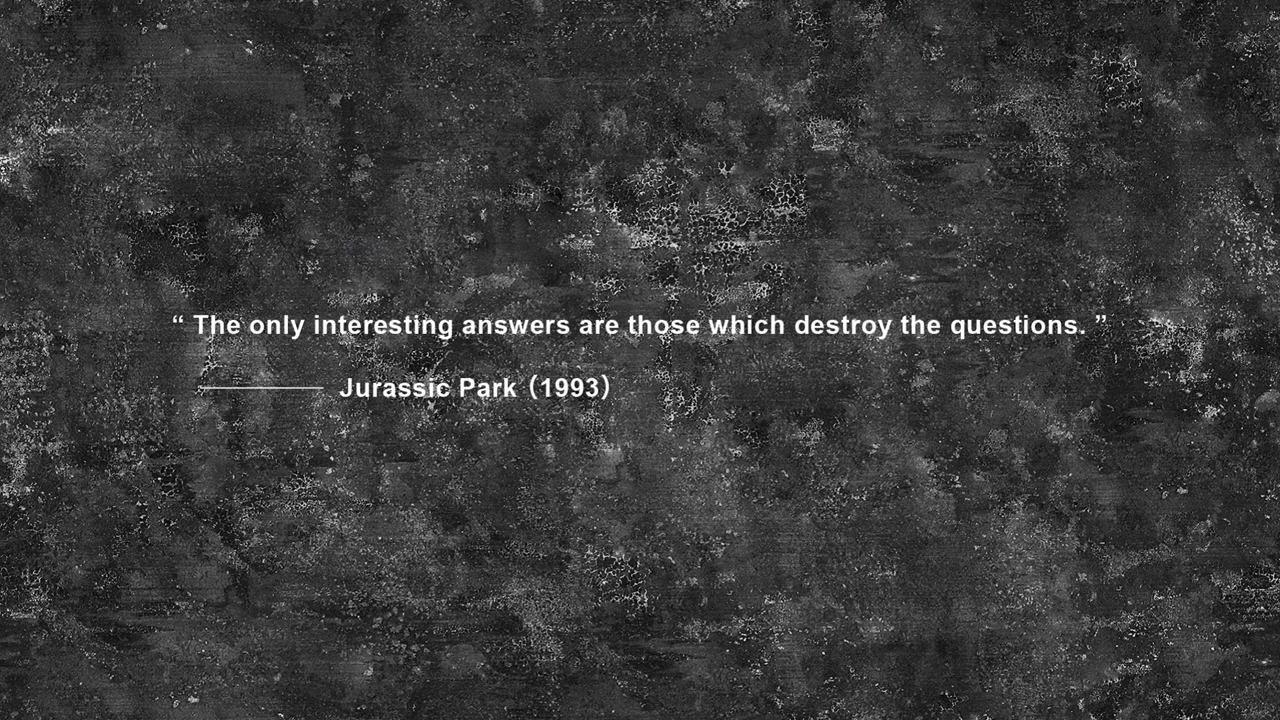 “ The only interesting answers are those which destroy the questions. ”
——— Jurassic Park（1993）